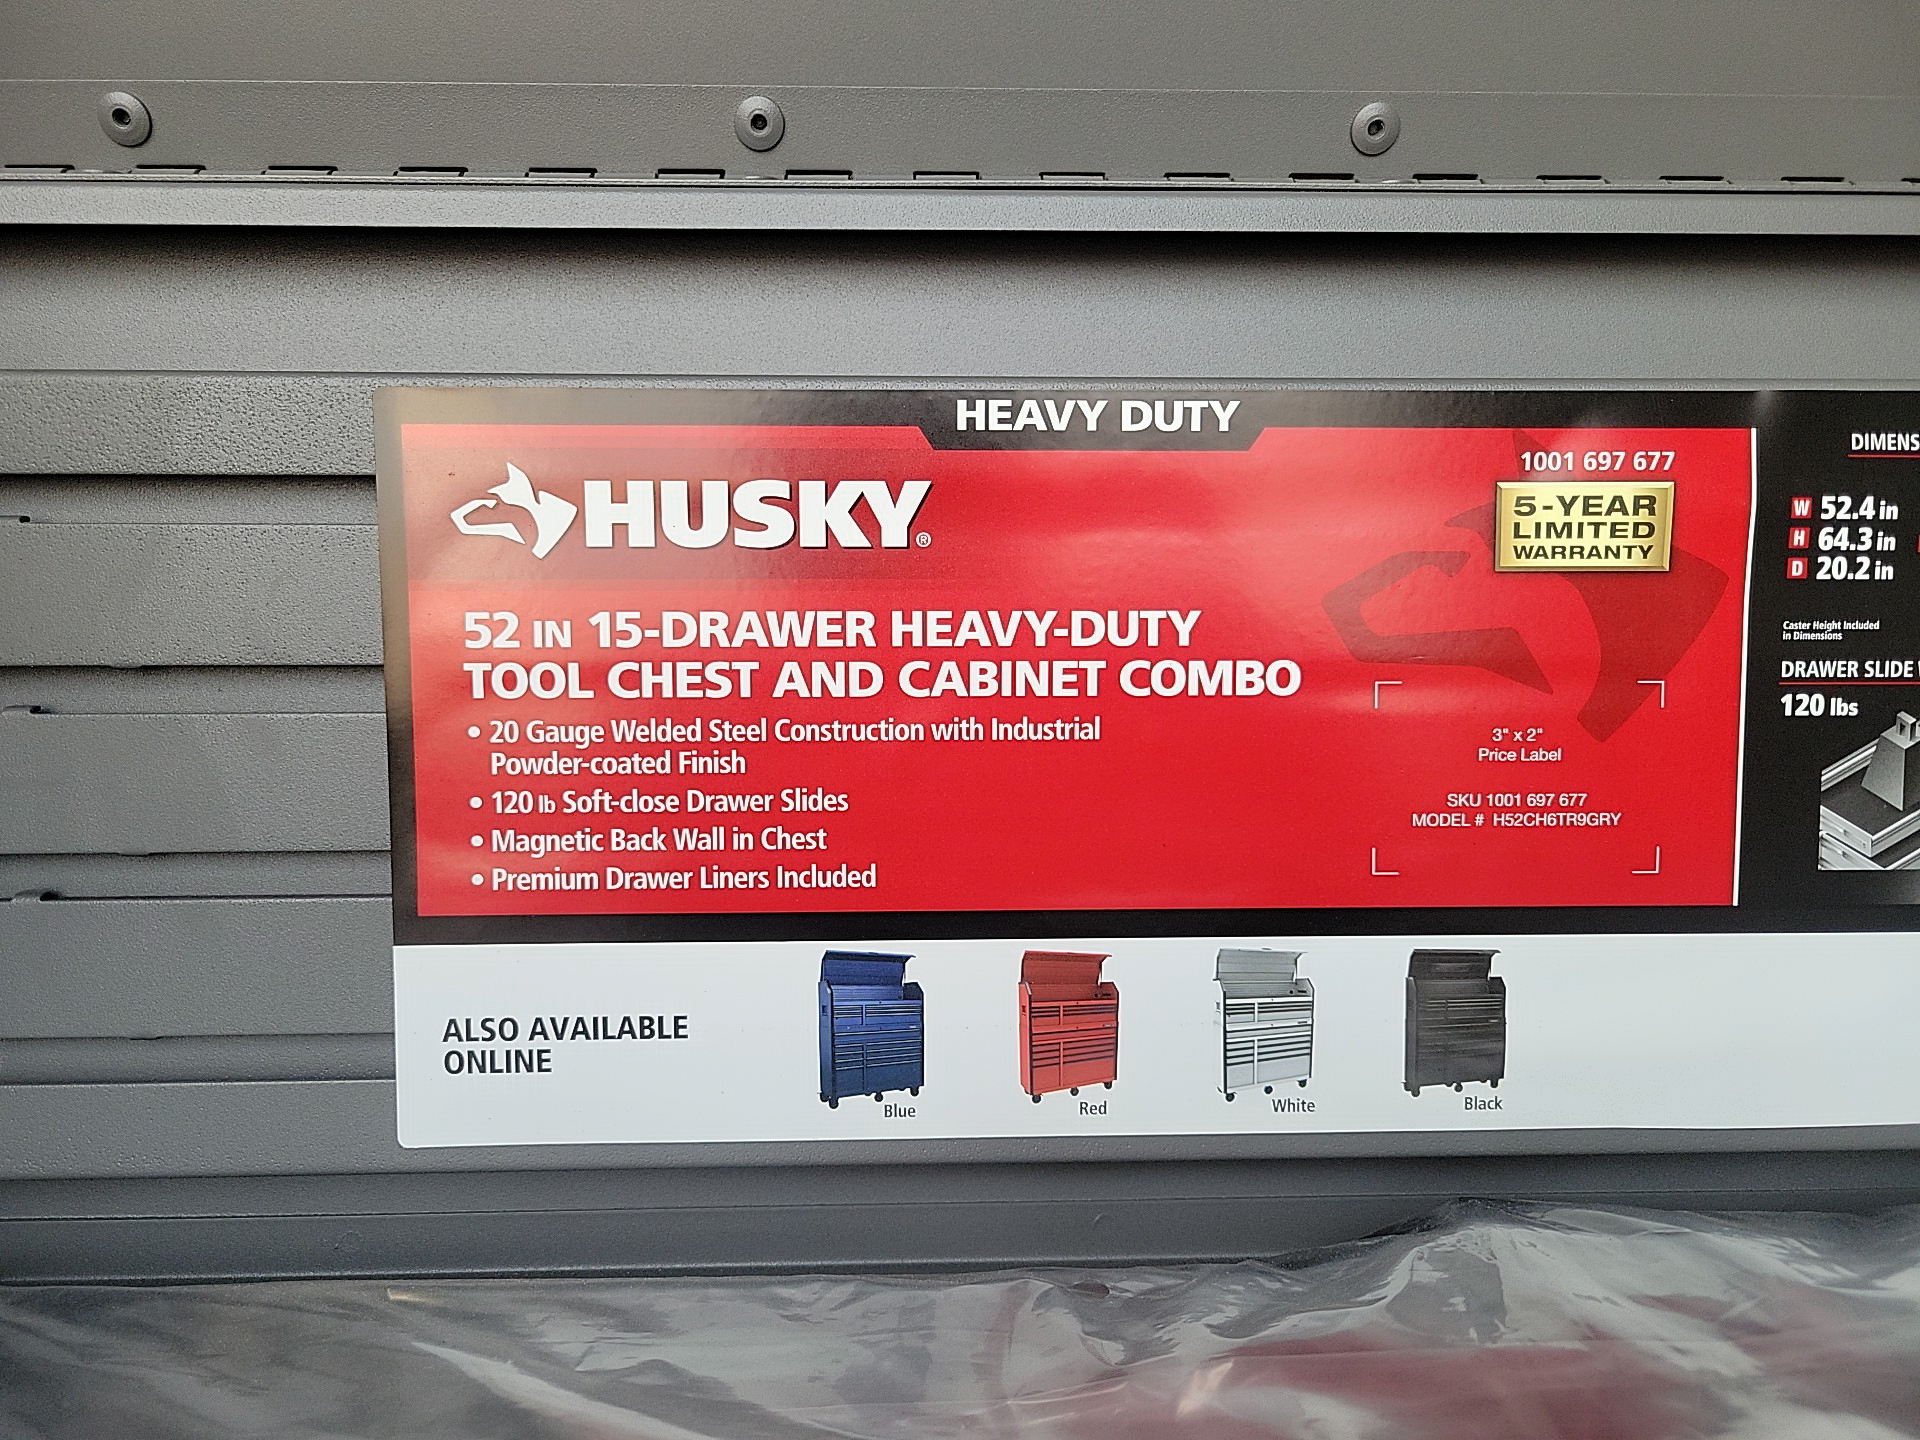 HEAVY DUTY
HUSKY®
1001 697 677
5-YEAR
LIMITED
WARRANTY
52 IN 15-DRAWER HEAVY-DUTY
TOOL CHEST AND CABINET COMBO
• 20 Gauge Welded Steel Construction with Industrial
Powder-coated Finish
• 120 lb Soft-close Drawer Slides
• Magnetic Back Wall in Chest
• Premium Drawer Liners Included
3" x 2"
Price Label
SKU 1001 697 677
MODEL # H52CH6TR9GRY
DIMENS
W 52.4 in
H 64.3 in
D 20.2 in
Caster Height Included
in Dimensions
DRAWER SLIDE
120 lbs
ALSO AVAILABLE
ONLINE
Blue
Red
White
Black